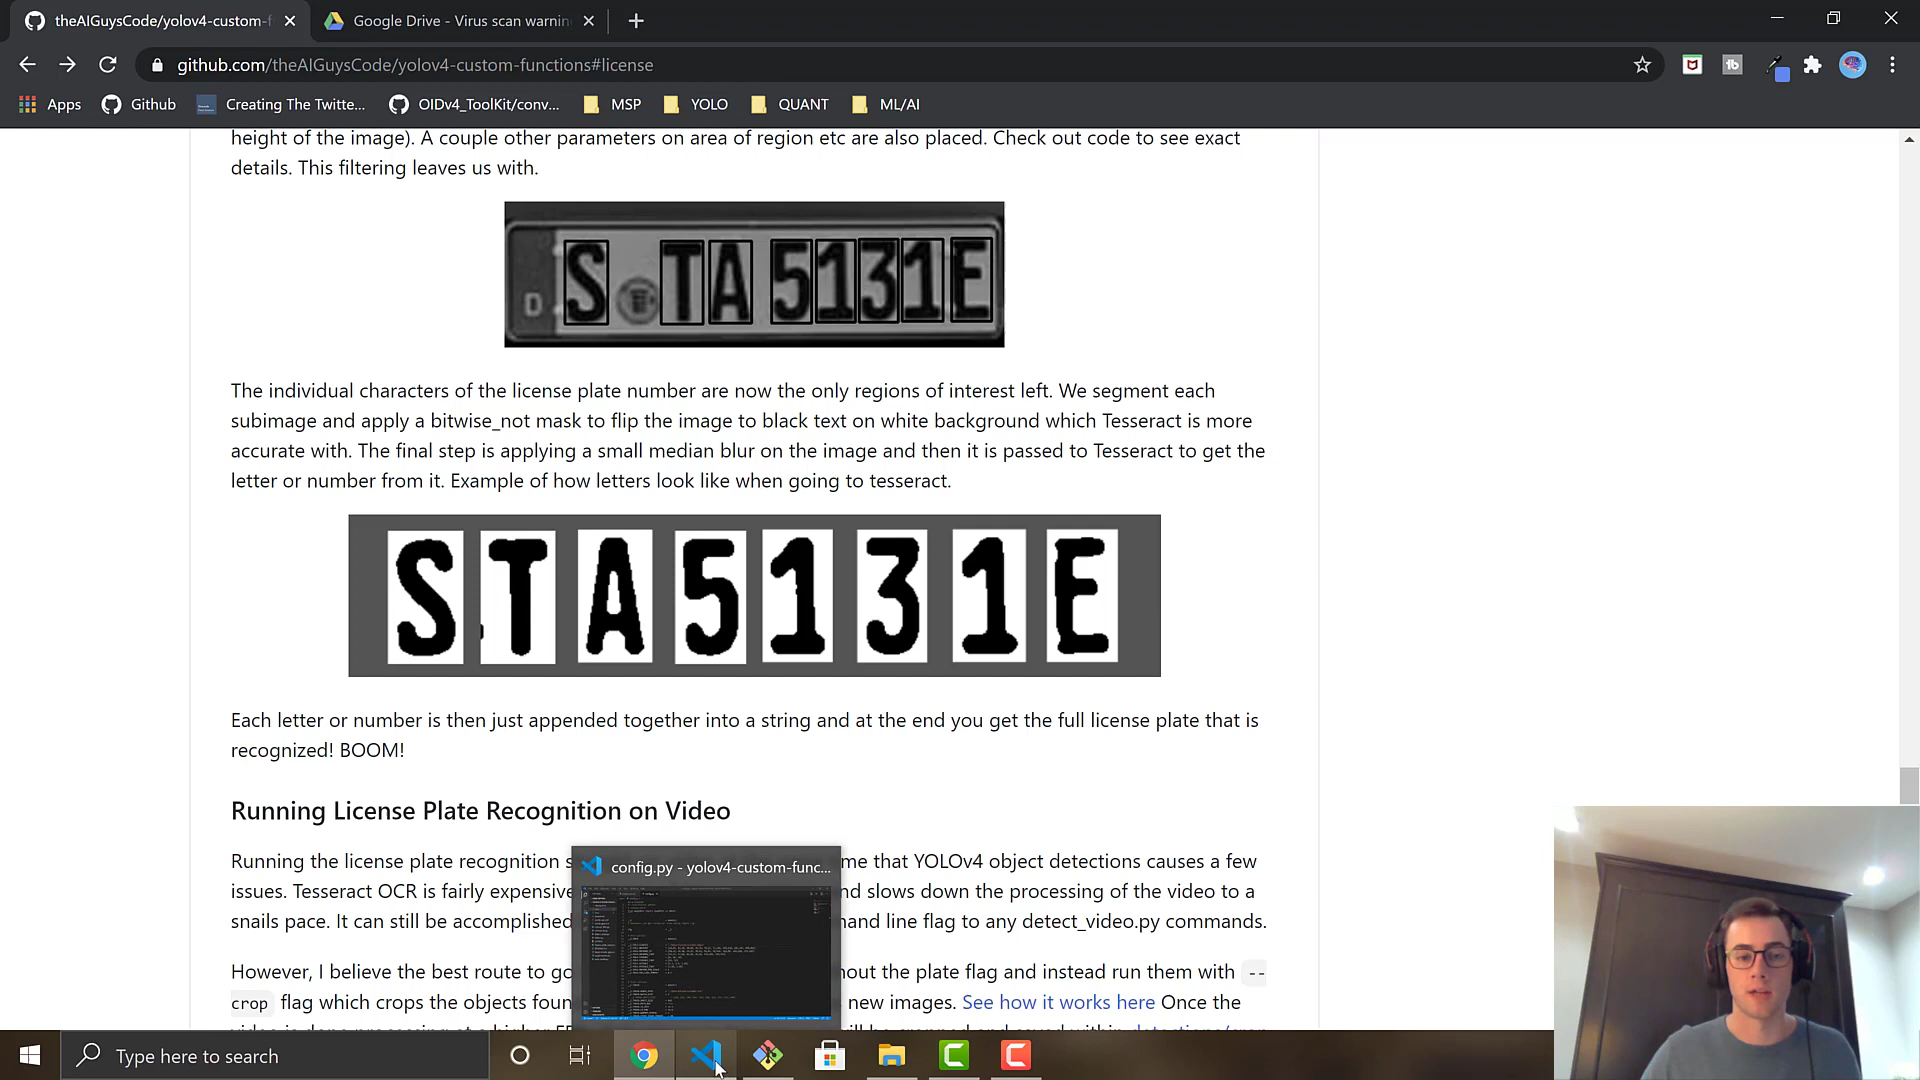 theAIGuysCode/yolov4-custom-f
Google Drive - Virus scan warnin
github.com/theAIGuysCode/yolov4-custom-functions#license
Apps
Github
Creating The Twitte...
OIDv4_ToolKit/conv...
MSP
YOLO
QUANT
ML/AI
height of the image). A couple other parameters on area of region etc are also placed. Check out code to see exact
details. This filtering leaves us with.
D S TA 5131E
The individual characters of the license plate number are now the only regions of interest left. We segment each
subimage and apply a bitwise_not mask to flip the image to black text on white background which Tesseract is more
accurate with. The final step is applying a small median blur on the image and then it is passed to Tesseract to get the
letter or number from it. Example of how letters look like when going to tesseract.
STA5131E
Each letter or number is then just appended together into a string and at the end you get the full license plate that is
recognized! BOOM!
Running License Plate Recognition on Video
Running the license plate recognition s me that YOLOv4 object detections causes a few
issues. Tesseract OCR is fairly expensive nd slows down the processing of the video to a
snails pace. It can still be accomplished and line flag to any detect_video.py commands.
However, I believe the best route to go hout the plate flag and instead run them with --
crop flag which crops the objects foun new images. See how it works here Once the
config.py - yolov4-custom-func...
Type here to search